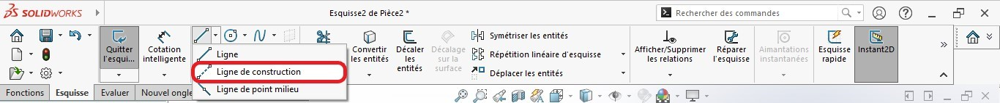 SOLIDWORKS
Esquisse2 de Pièce2 *
Rechercher des commandes
Quitter
l'esqui...
Cotation
intelligente
Ligne
Ligne de construction
Ligne de point milieu
Convertir
les entités
Décaler
les
entités
Décalage
sur la
surface
Symétriser les entités
Répétition linéaire d'esquisse
Déplacer les entités
Afficher/Supprimer
les relations
Réparer
l'esquisse
Aimantations
instantanées
Esquisse
rapide
Instant2D
Fonctions
Esquisse
Evaluer
Nouvel ongle